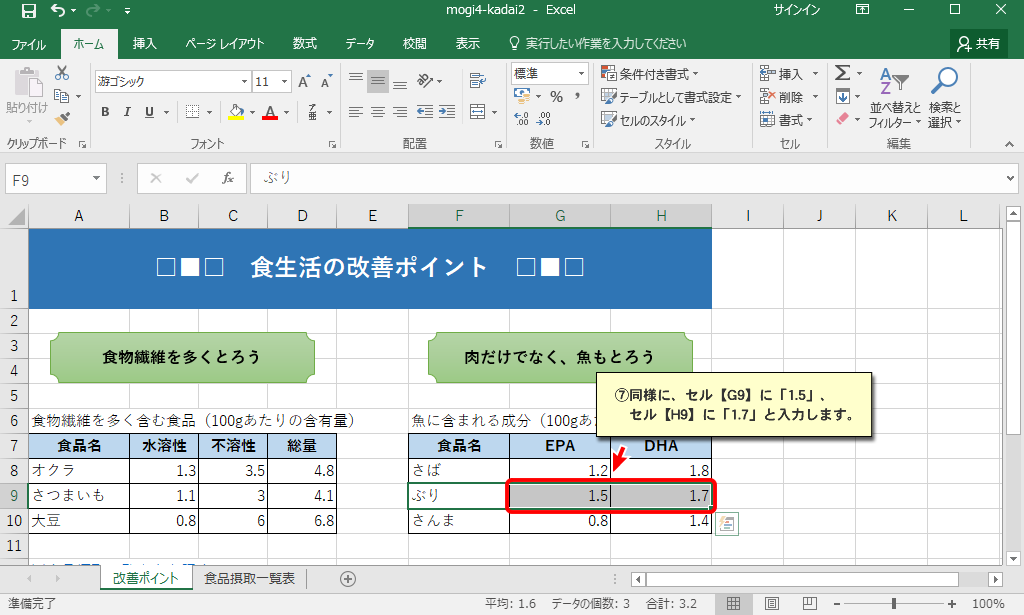 mogi4-kadai2 - Excel
サインイン
ファイル ホーム 挿入 ページ レイアウト 数式 データ 校閲 表示 実行したい作業を入力してください 共有
貼り付け
クリップボード
游ゴシック 11
B I U
フォント
配置
標準
% ,
数値
条件付き書式
テーブルとして書式設定
セルのスタイル
スタイル
挿入
削除
書式
セル
並べ替えと
フィルター
検索と
選択
編集
F9 fx ぶり
A B C D E F G H I J K L
1 □■□ 食生活の改善ポイント □■□
2
3
食物繊維を多くとろう 肉だけでなく、魚もとろう
4
5
⑦同様に、セル【G9】に「1.5」、
セル【H9】に「1.7」と入力します。
6 食物繊維を多く含む食品（100gあたりの含有量） 魚に含まれる成分（100gあ
7 食品名 水溶性 不溶性 総量 食品名 EPA DHA
8 オクラ 1.3 3.5 4.8 さば 1.2 1.8
9 さつまいも 1.1 3 4.1 ぶり 1.5 1.7
10 大豆 0.8 6 6.8 さんま 0.8 1.4
11
改善ポイント 食品摂取一覧表
準備完了 平均: 1.6 データの個数: 3 合計: 3.2 100%